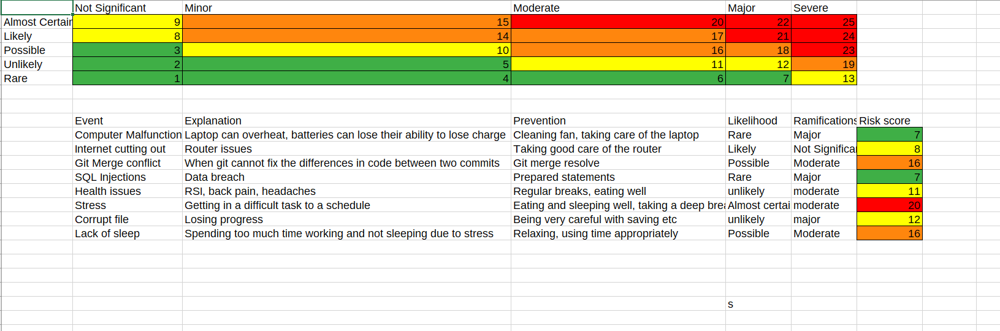 Not Significant Minor Moderate Major Severe
Almost Certain 9 15 20 22 25
Likely 8 14 17 21 24
Possible 3 10 16 18 23
Unlikely 2 5 11 12 19
Rare 1 4 6 7 13
Event Explanation Prevention Likelihood Ramifications Risk score
Computer Malfunction Laptop can overheat, batteries can lose their ability to lose charge Cleaning fan, taking care of the laptop Rare Major 7
Internet cutting out Router issues Taking good care of the router Likely Not Significa 8
Git Merge conflict When git cannot fix the differences in code between two commits Git merge resolve Possible Moderate 16
SQL Injections Data breach Prepared statements Rare Major 7
Health issues RSI, back pain, headaches Regular breaks, eating well unlikely moderate 11
Stress Getting in a difficult task to a schedule Eating and sleeping well, taking a deep brea Almost certai moderate 20
Corrupt file Losing progress Being very careful with saving etc unlikely major 12
Lack of sleep Spending too much time working and not sleeping due to stress Relaxing, using time appropriately Possible Moderate 16
s